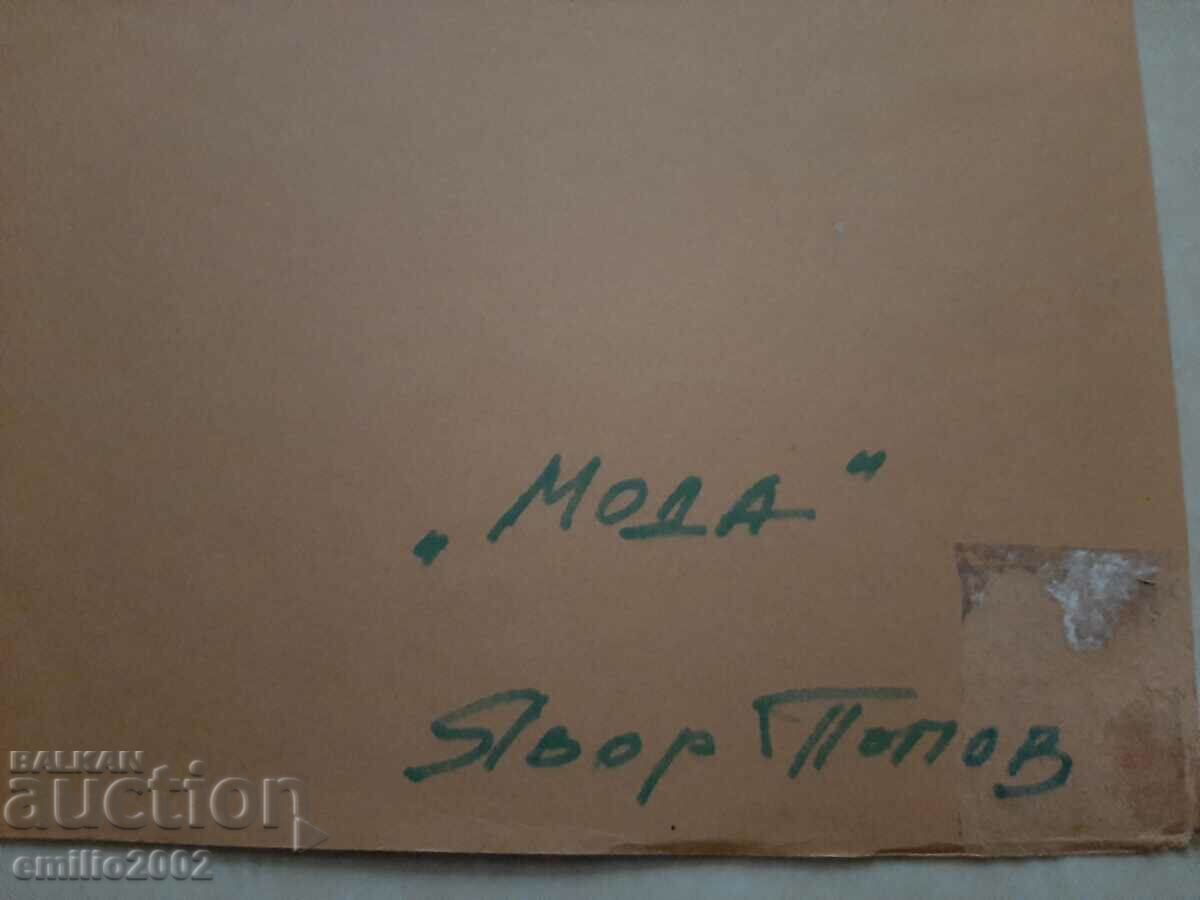 „Мода“
Явор Попов
BALKAN
auction
emilio2002